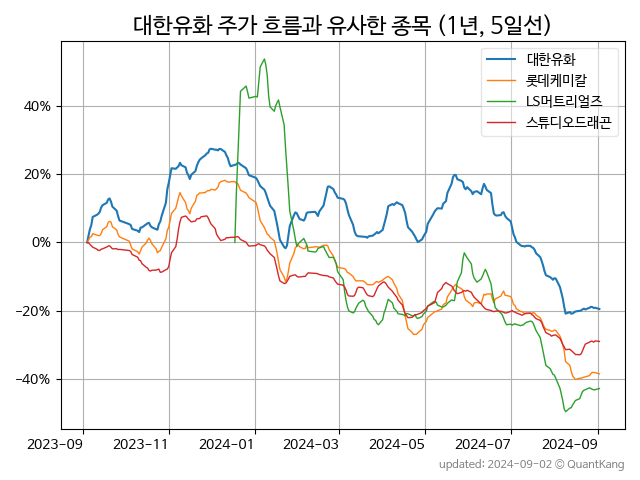 대한유화 주가 흐름과 유사한 종목 (1년, 5일선)
대한유화
롯데케미칼
LS머트리얼즈
스튜디오드래곤
40%
20%
0%
−20%
−40%
2023-09 2023-11 2024-01 2024-03 2024-05 2024-07 2024-09
updated: 2024-09-02 © QuantKang